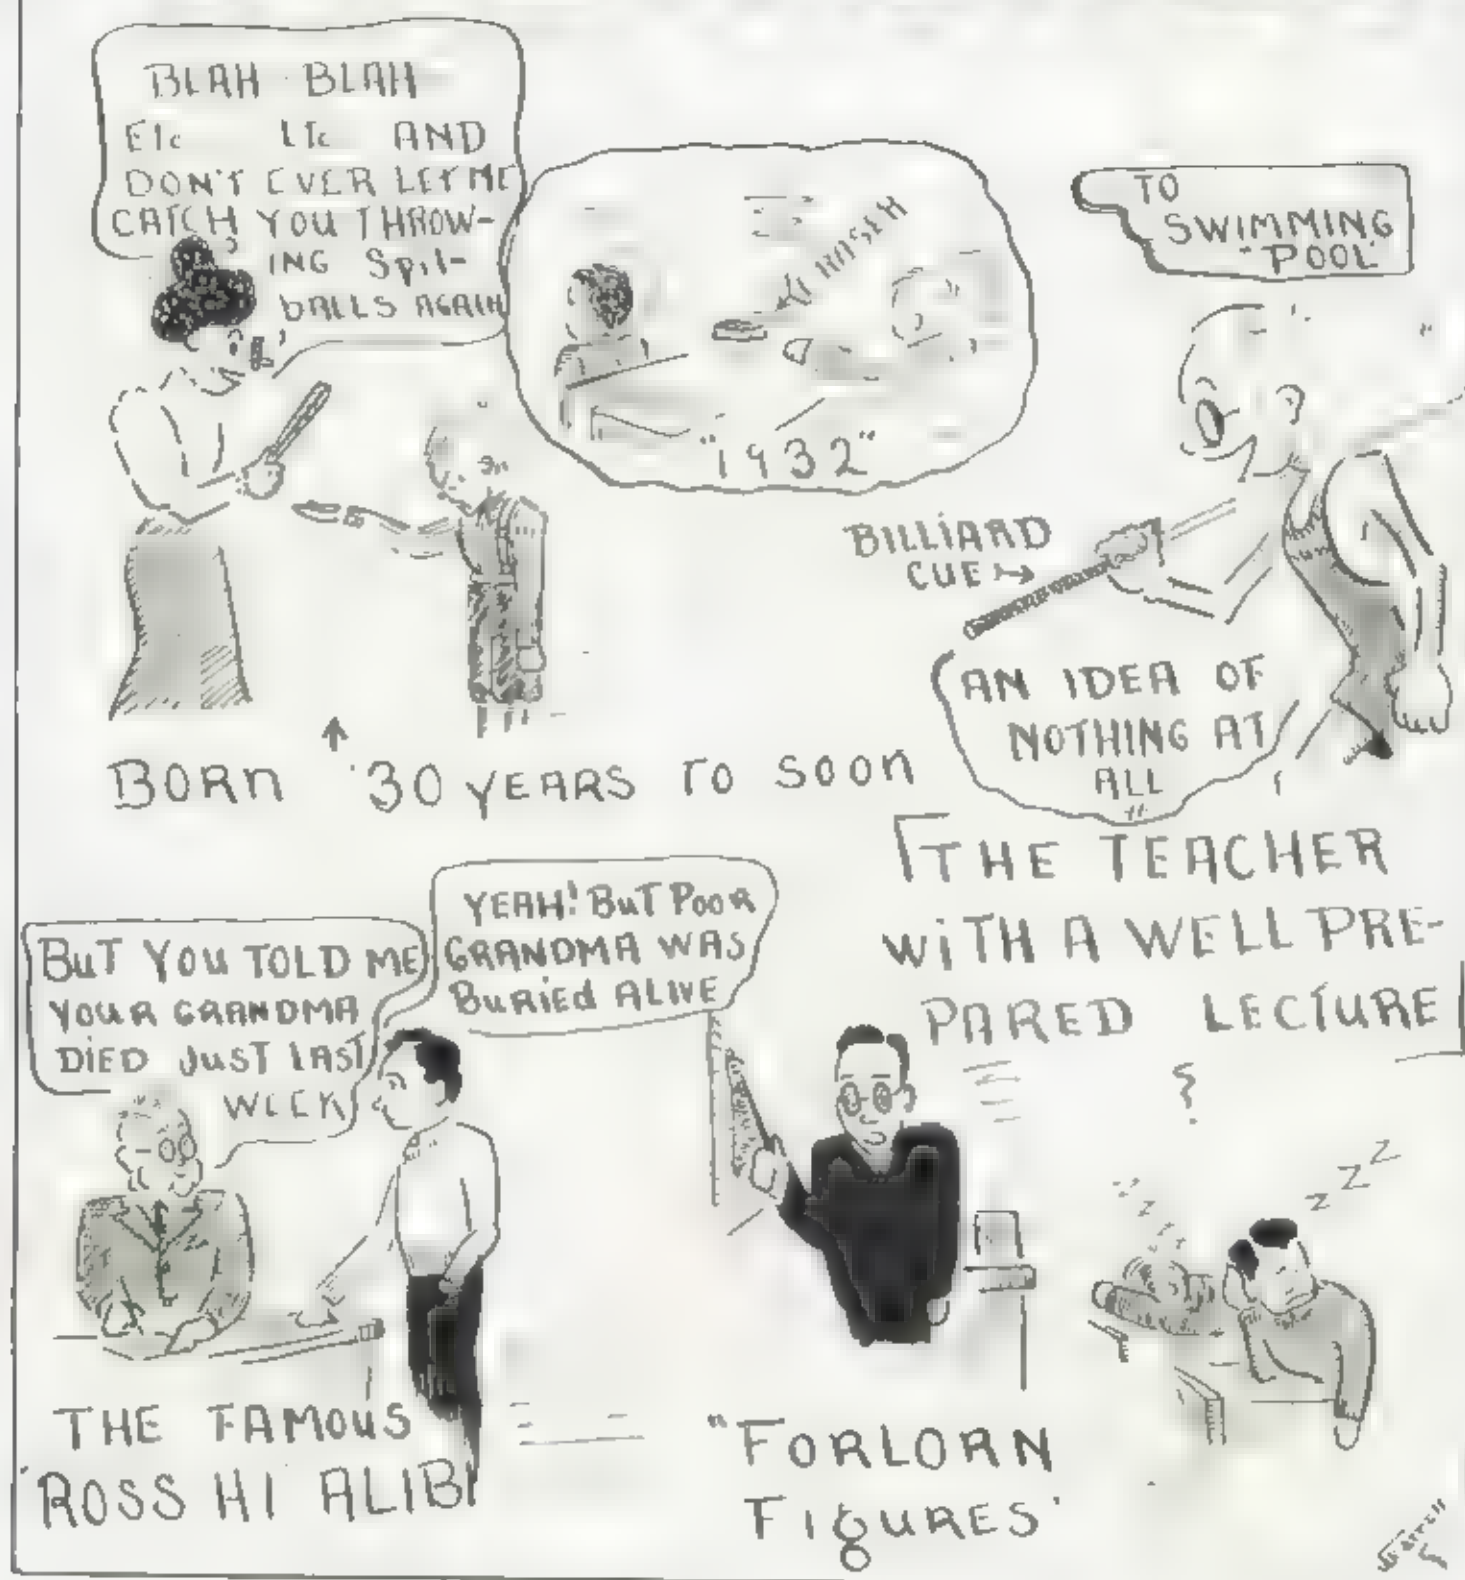 BLAH BLAH
Etc Etc AND
DON'T EVER LET ME
CATCH YOU THROW-
ING Spit-
BALLS AGAIN
ERASER
"1932"
BORN 30 YEARS TO SOON
TO
SWIMMING
"POOL"
BILLIARD
CUE
AN IDEA OF
NOTHING AT
ALL
BUT YOU TOLD ME
YOUR GRANDMA
DIED JUST LAST
WEEK
YEAH! BUT POOR
GRANDMA WAS
BURIED ALIVE
THE FAMOUS
'ROSS HI ALIBI
THE TEACHER
WITH A WELL PRE-
PARED LECTURE
?
zzzz
Z Z Z
"FORLORN
FIGURES'